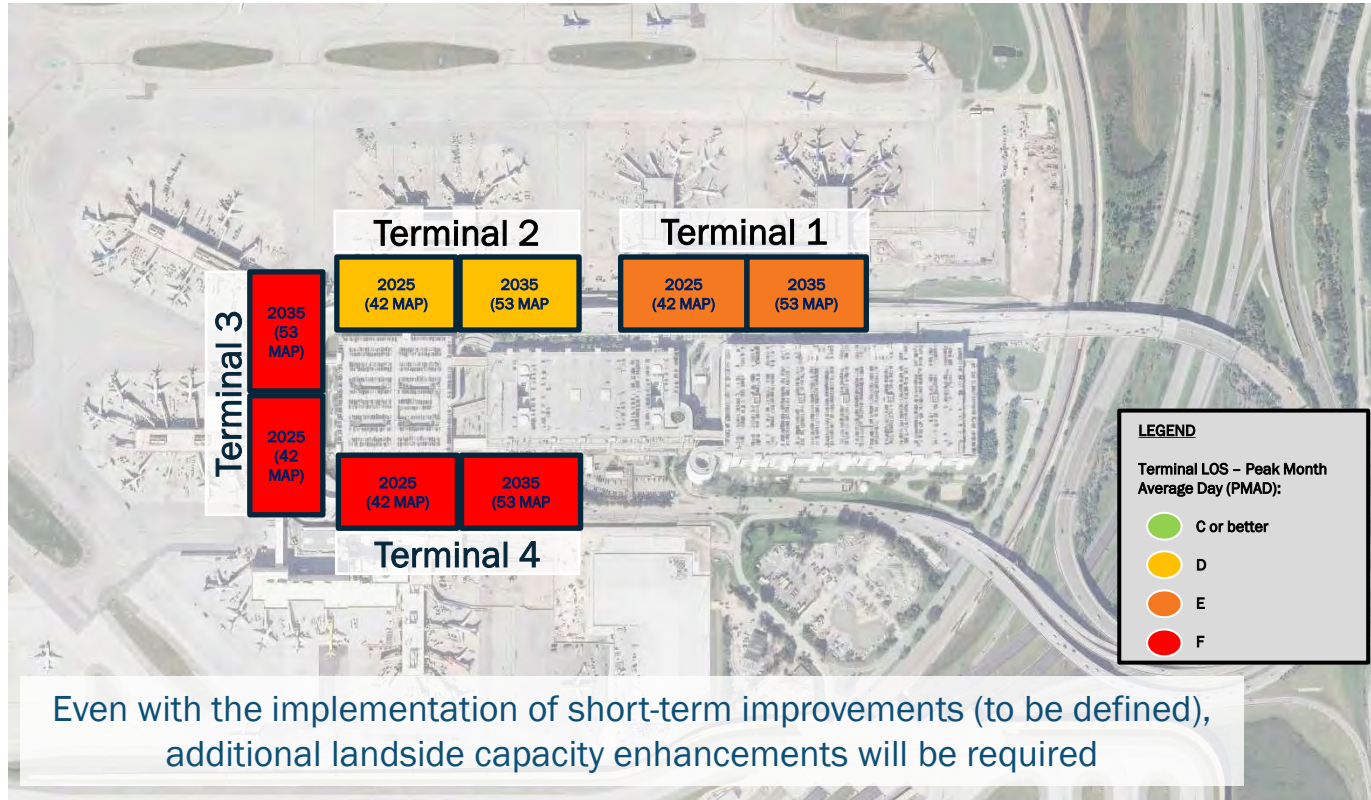 Terminal 2
2025
(42 MAP)
2035
(53 MAP
Terminal 1
2025
(42 MAP)
2035
(53 MAP)
Terminal 3
2035
(53
MAP)
2025
(42
MAP)
2025
(42 MAP)
2035
(53 MAP
Terminal 4
LEGEND
Terminal LOS – Peak Month
Average Day (PMAD):
C or better
D
E
F
Even with the implementation of short-term improvements (to be defined),
additional landside capacity enhancements will be required